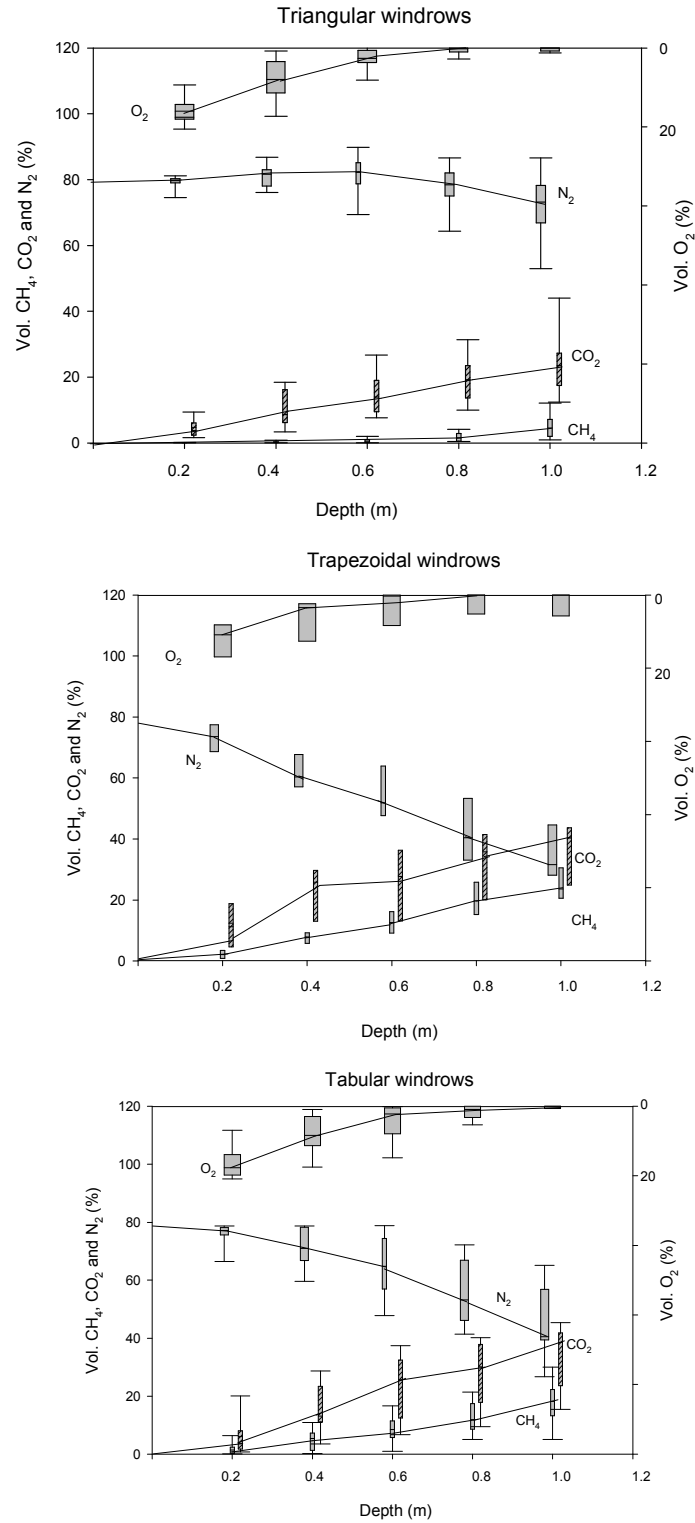 Triangular windrows
120
100
80
60
40
20
0
Vol. CH₄, CO₂ and N₂ (%)
O₂
N₂
CO₂
CH₄
0
20
Vol. O₂ (%)
0.2 0.4 0.6 0.8 1.0 1.2
Depth (m)
Trapezoidal windrows
120
100
80
60
40
20
0
Vol. CH₄, CO₂ and N₂ (%)
O₂
N₂
CO₂
CH₄
0
20
Vol. O₂ (%)
0.2 0.4 0.6 0.8 1.0 1.2
Depth (m)
Tabular windrows
120
100
80
60
40
20
0
Vol. CH₄, CO₂ and N₂ (%)
O₂
N₂
CO₂
CH₄
0
20
Vol. O₂ (%)
0.2 0.4 0.6 0.8 1.0 1.2
Depth (m)